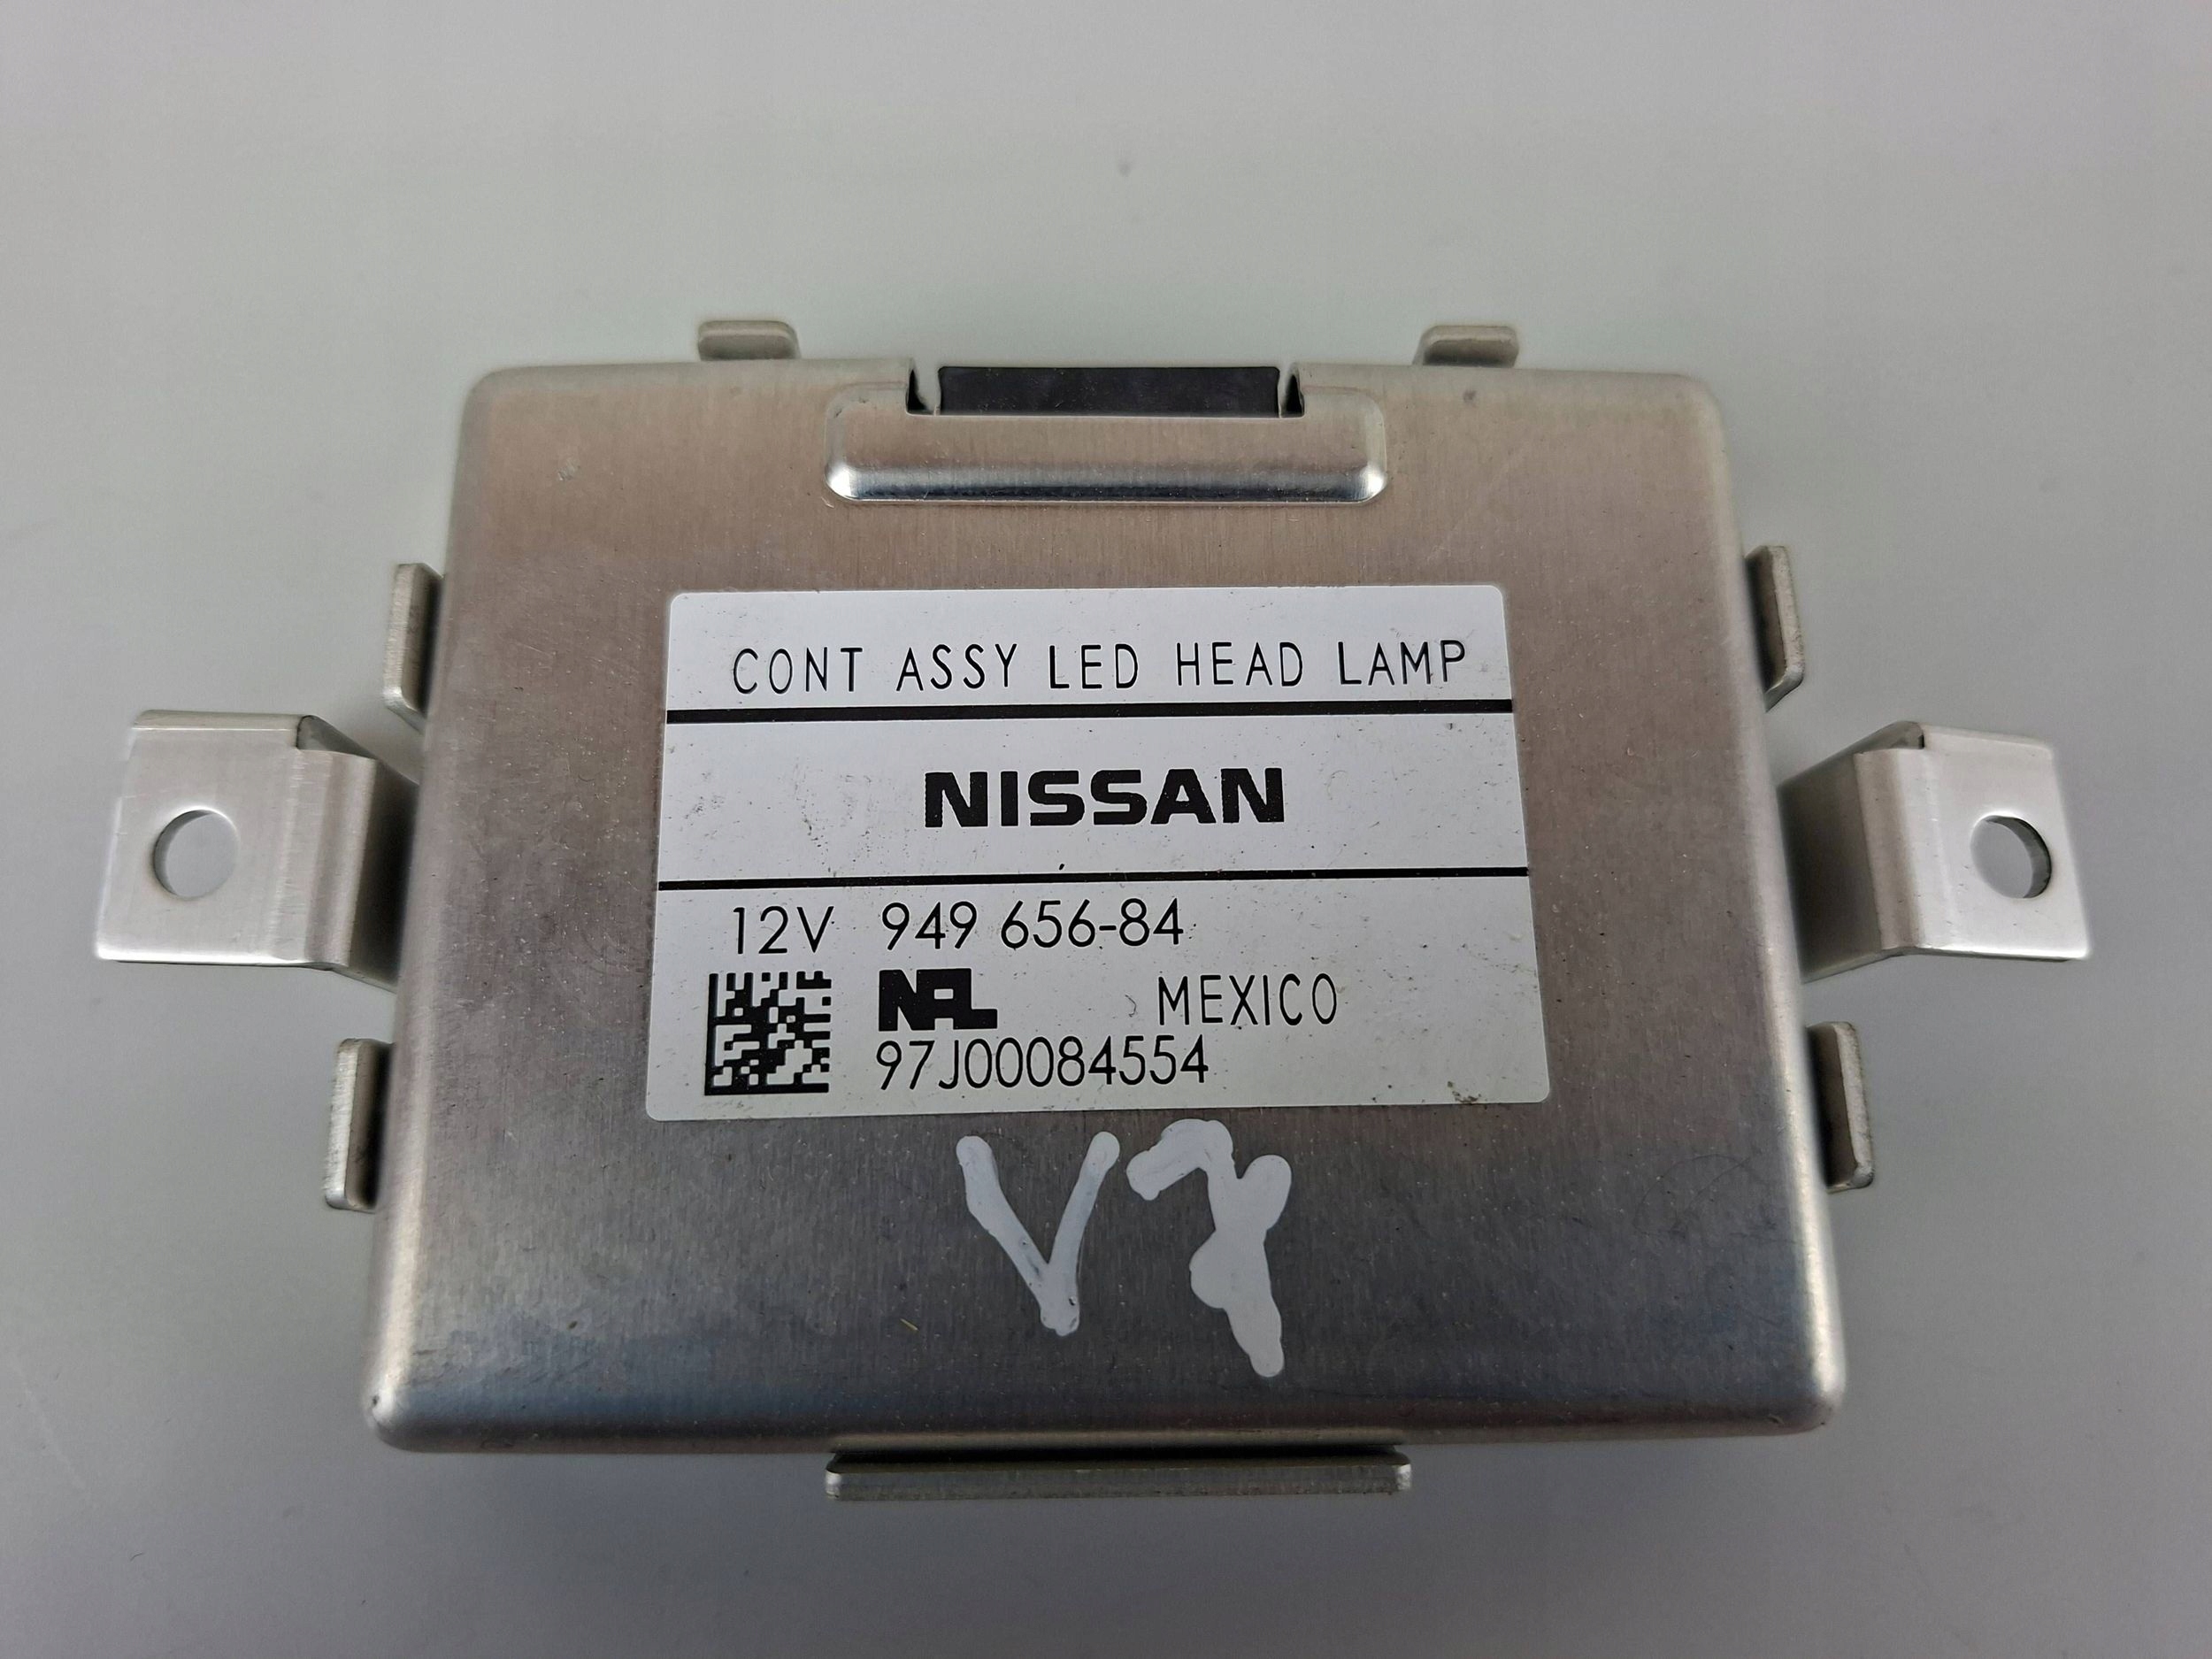 CONT ASSY LED HEAD LAMP
NISSAN
12V 949 656-84
NAL MEXICO
97J00084554
V7